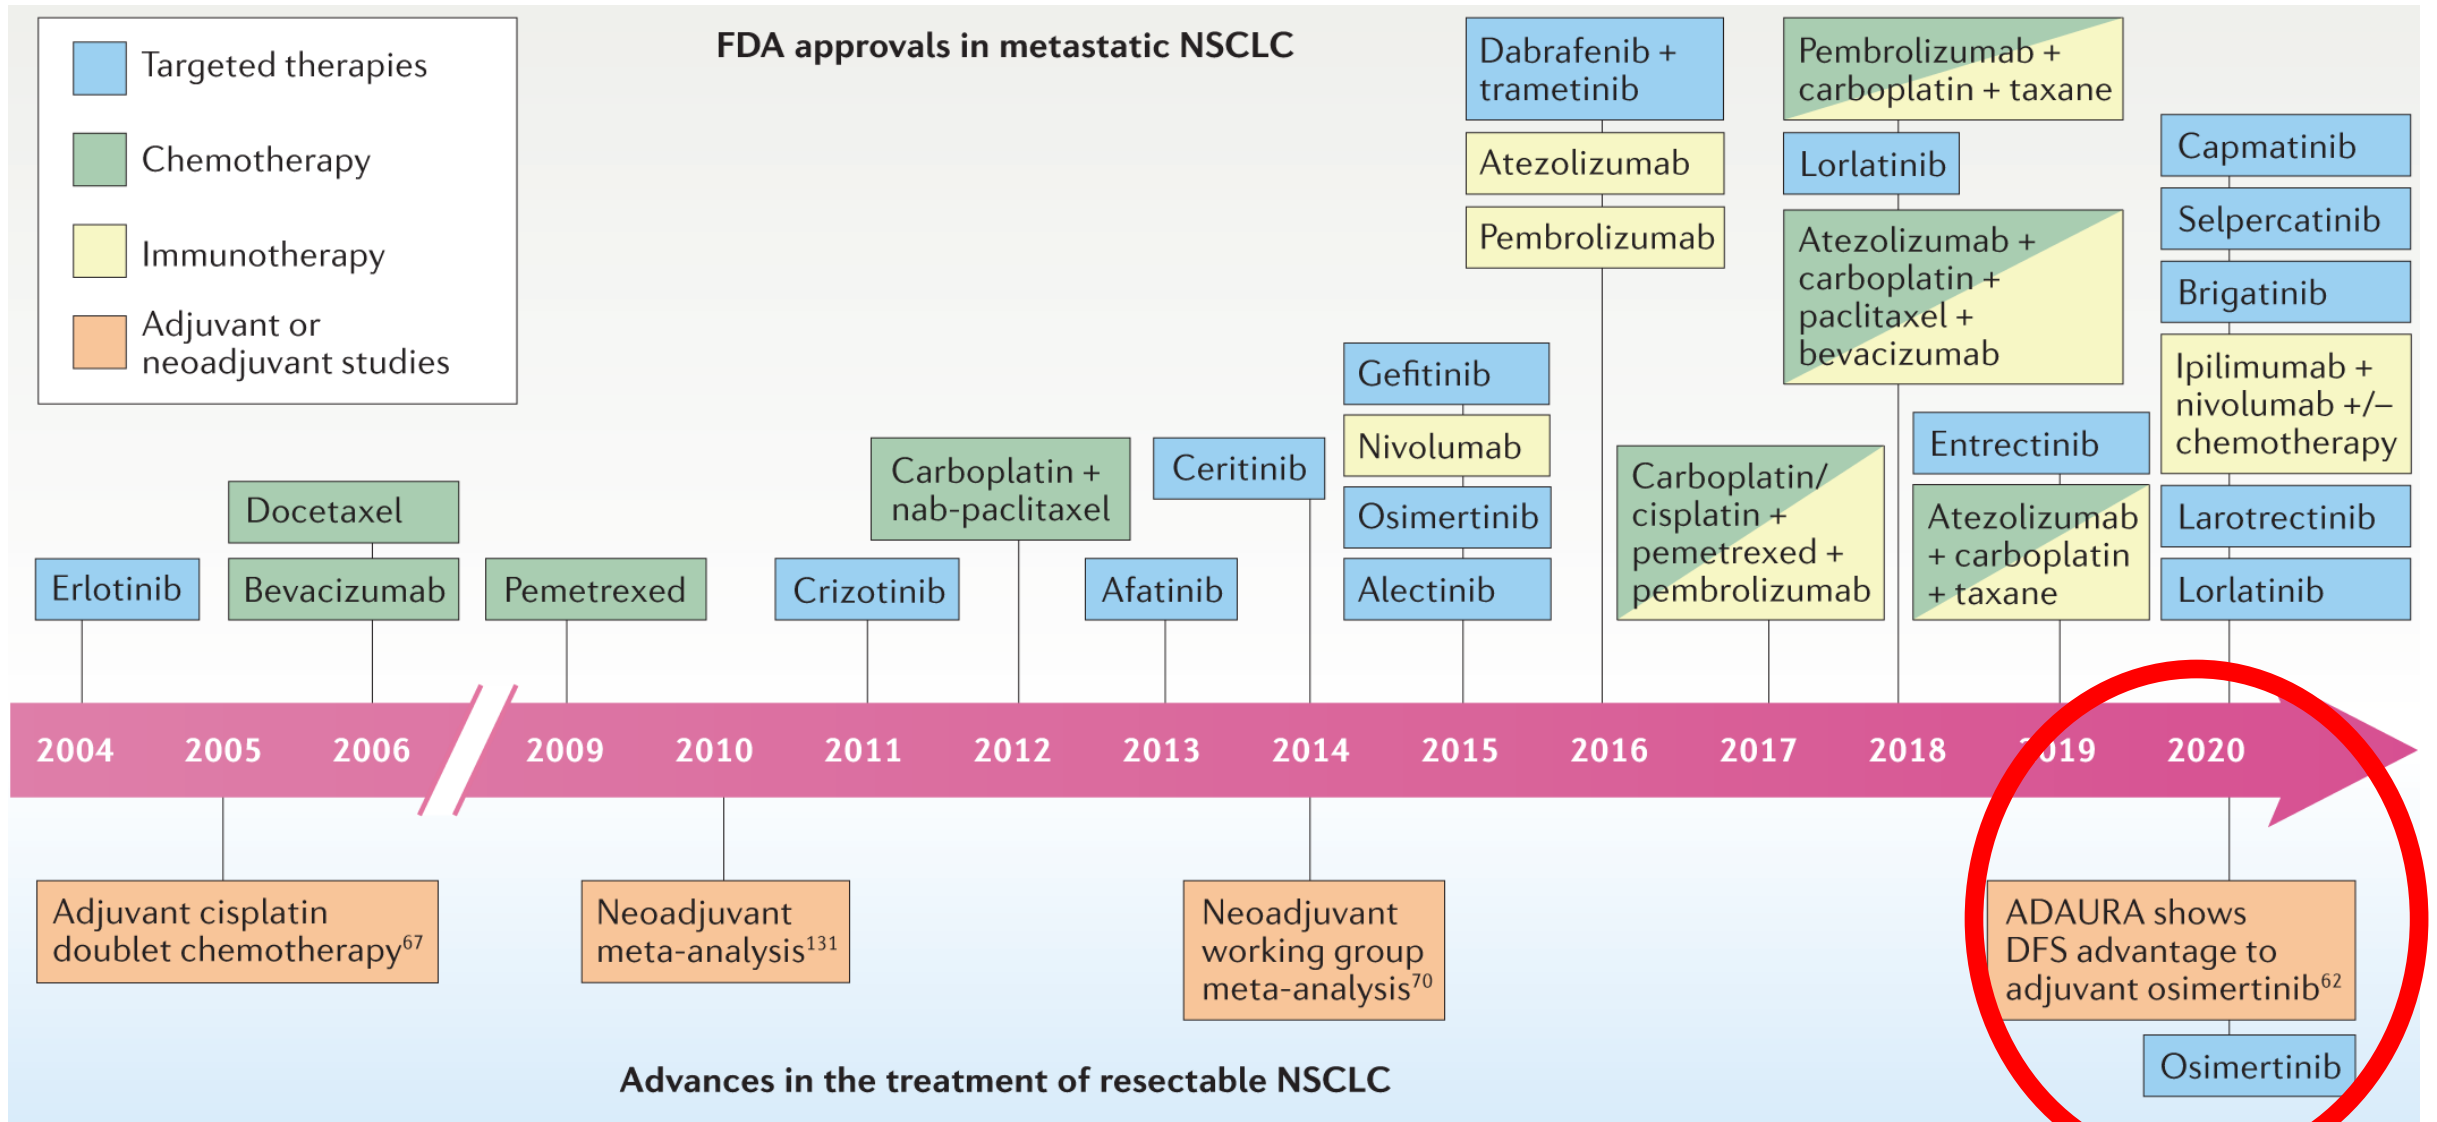 FDA approvals in metastatic NSCLC
Targeted therapies
Chemotherapy
Immunotherapy
Adjuvant or
neoadjuvant studies
Erlotinib
Docetaxel
Bevacizumab
Pemetrexed
Crizotinib
Carboplatin +
nab-paclitaxel
Afatinib
Ceritinib
Gefitinib
Nivolumab
Osimertinib
Alectinib
Dabrafenib +
trametinib
Atezolizumab
Pembrolizumab
Carboplatin/
cisplatin +
pemetrexed +
pembrolizumab
Pembrolizumab +
carboplatin + taxane
Lorlatinib
Atezolizumab +
carboplatin +
paclitaxel +
bevacizumab
Entrectinib
Atezolizumab
+ carboplatin
+ taxane
Capmatinib
Selpercatinib
Brigatinib
Ipilimumab +
nivolumab +/–
chemotherapy
Larotrectinib
Lorlatinib
2004 2005 2006 2009 2010 2011 2012 2013 2014 2015 2016 2017 2018 2019 2020
Adjuvant cisplatin
doublet chemotherapy67
Neoadjuvant
meta-analysis131
Neoadjuvant
working group
meta-analysis70
ADAURA shows
DFS advantage to
adjuvant osimertinib62
Osimertinib
Advances in the treatment of resectable NSCLC